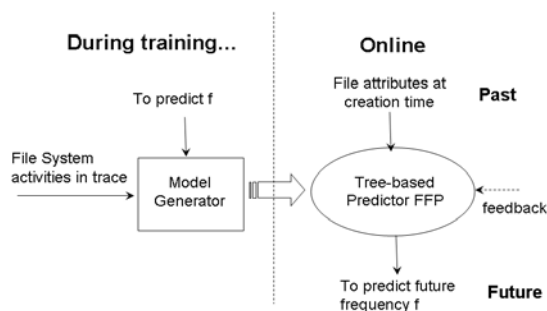 During training...
Online
To predict f
File attributes at
creation time
Past
File System
activities in trace
Model
Generator
Tree-based
Predictor FFP
feedback
To predict future
frequency f
Future